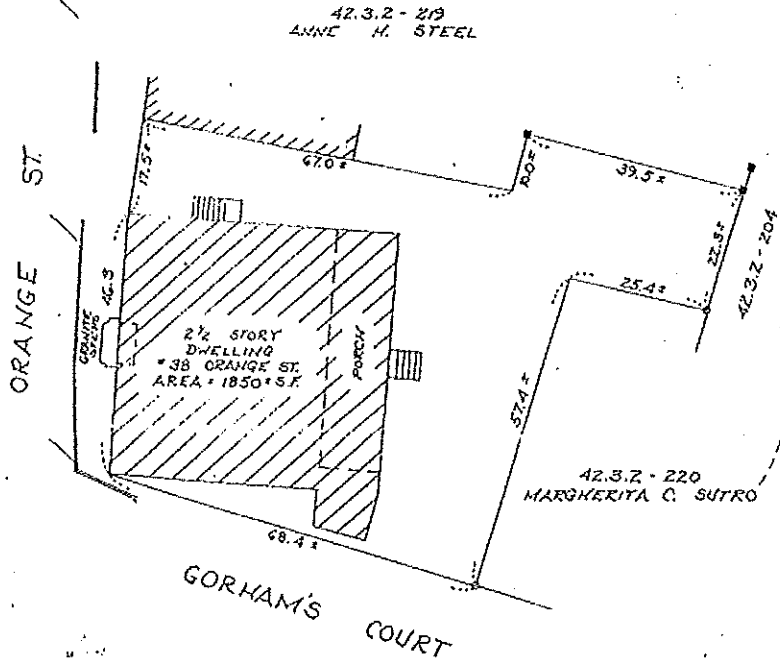 42.3.2 - 219
ANNE H. STEEL
ORANGE ST.
17.5±
67.0±
10.0±
39.5±
22.3±
42.3.2 - 204
25.4±
46.3
GRANITE STEPS
2½ STORY
DWELLING
#38 ORANGE ST.
AREA = 1850± S.F.
PORCH
57.4±
42.3.2 - 220
MARGHERITA C. SUTRO
68.4±
GORHAM'S COURT